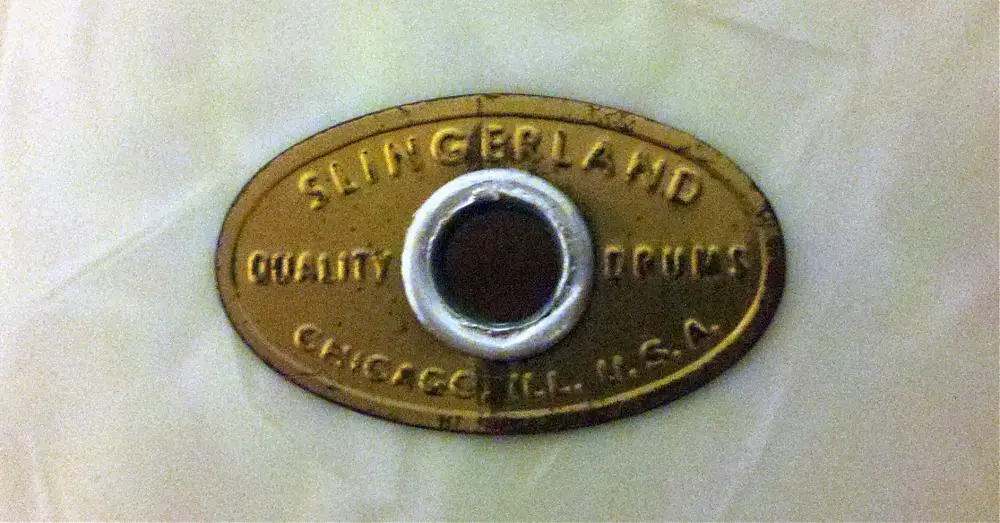 SLINGERLAND
QUALITY DRUMS
CHICAGO, ILL. U.S.A.